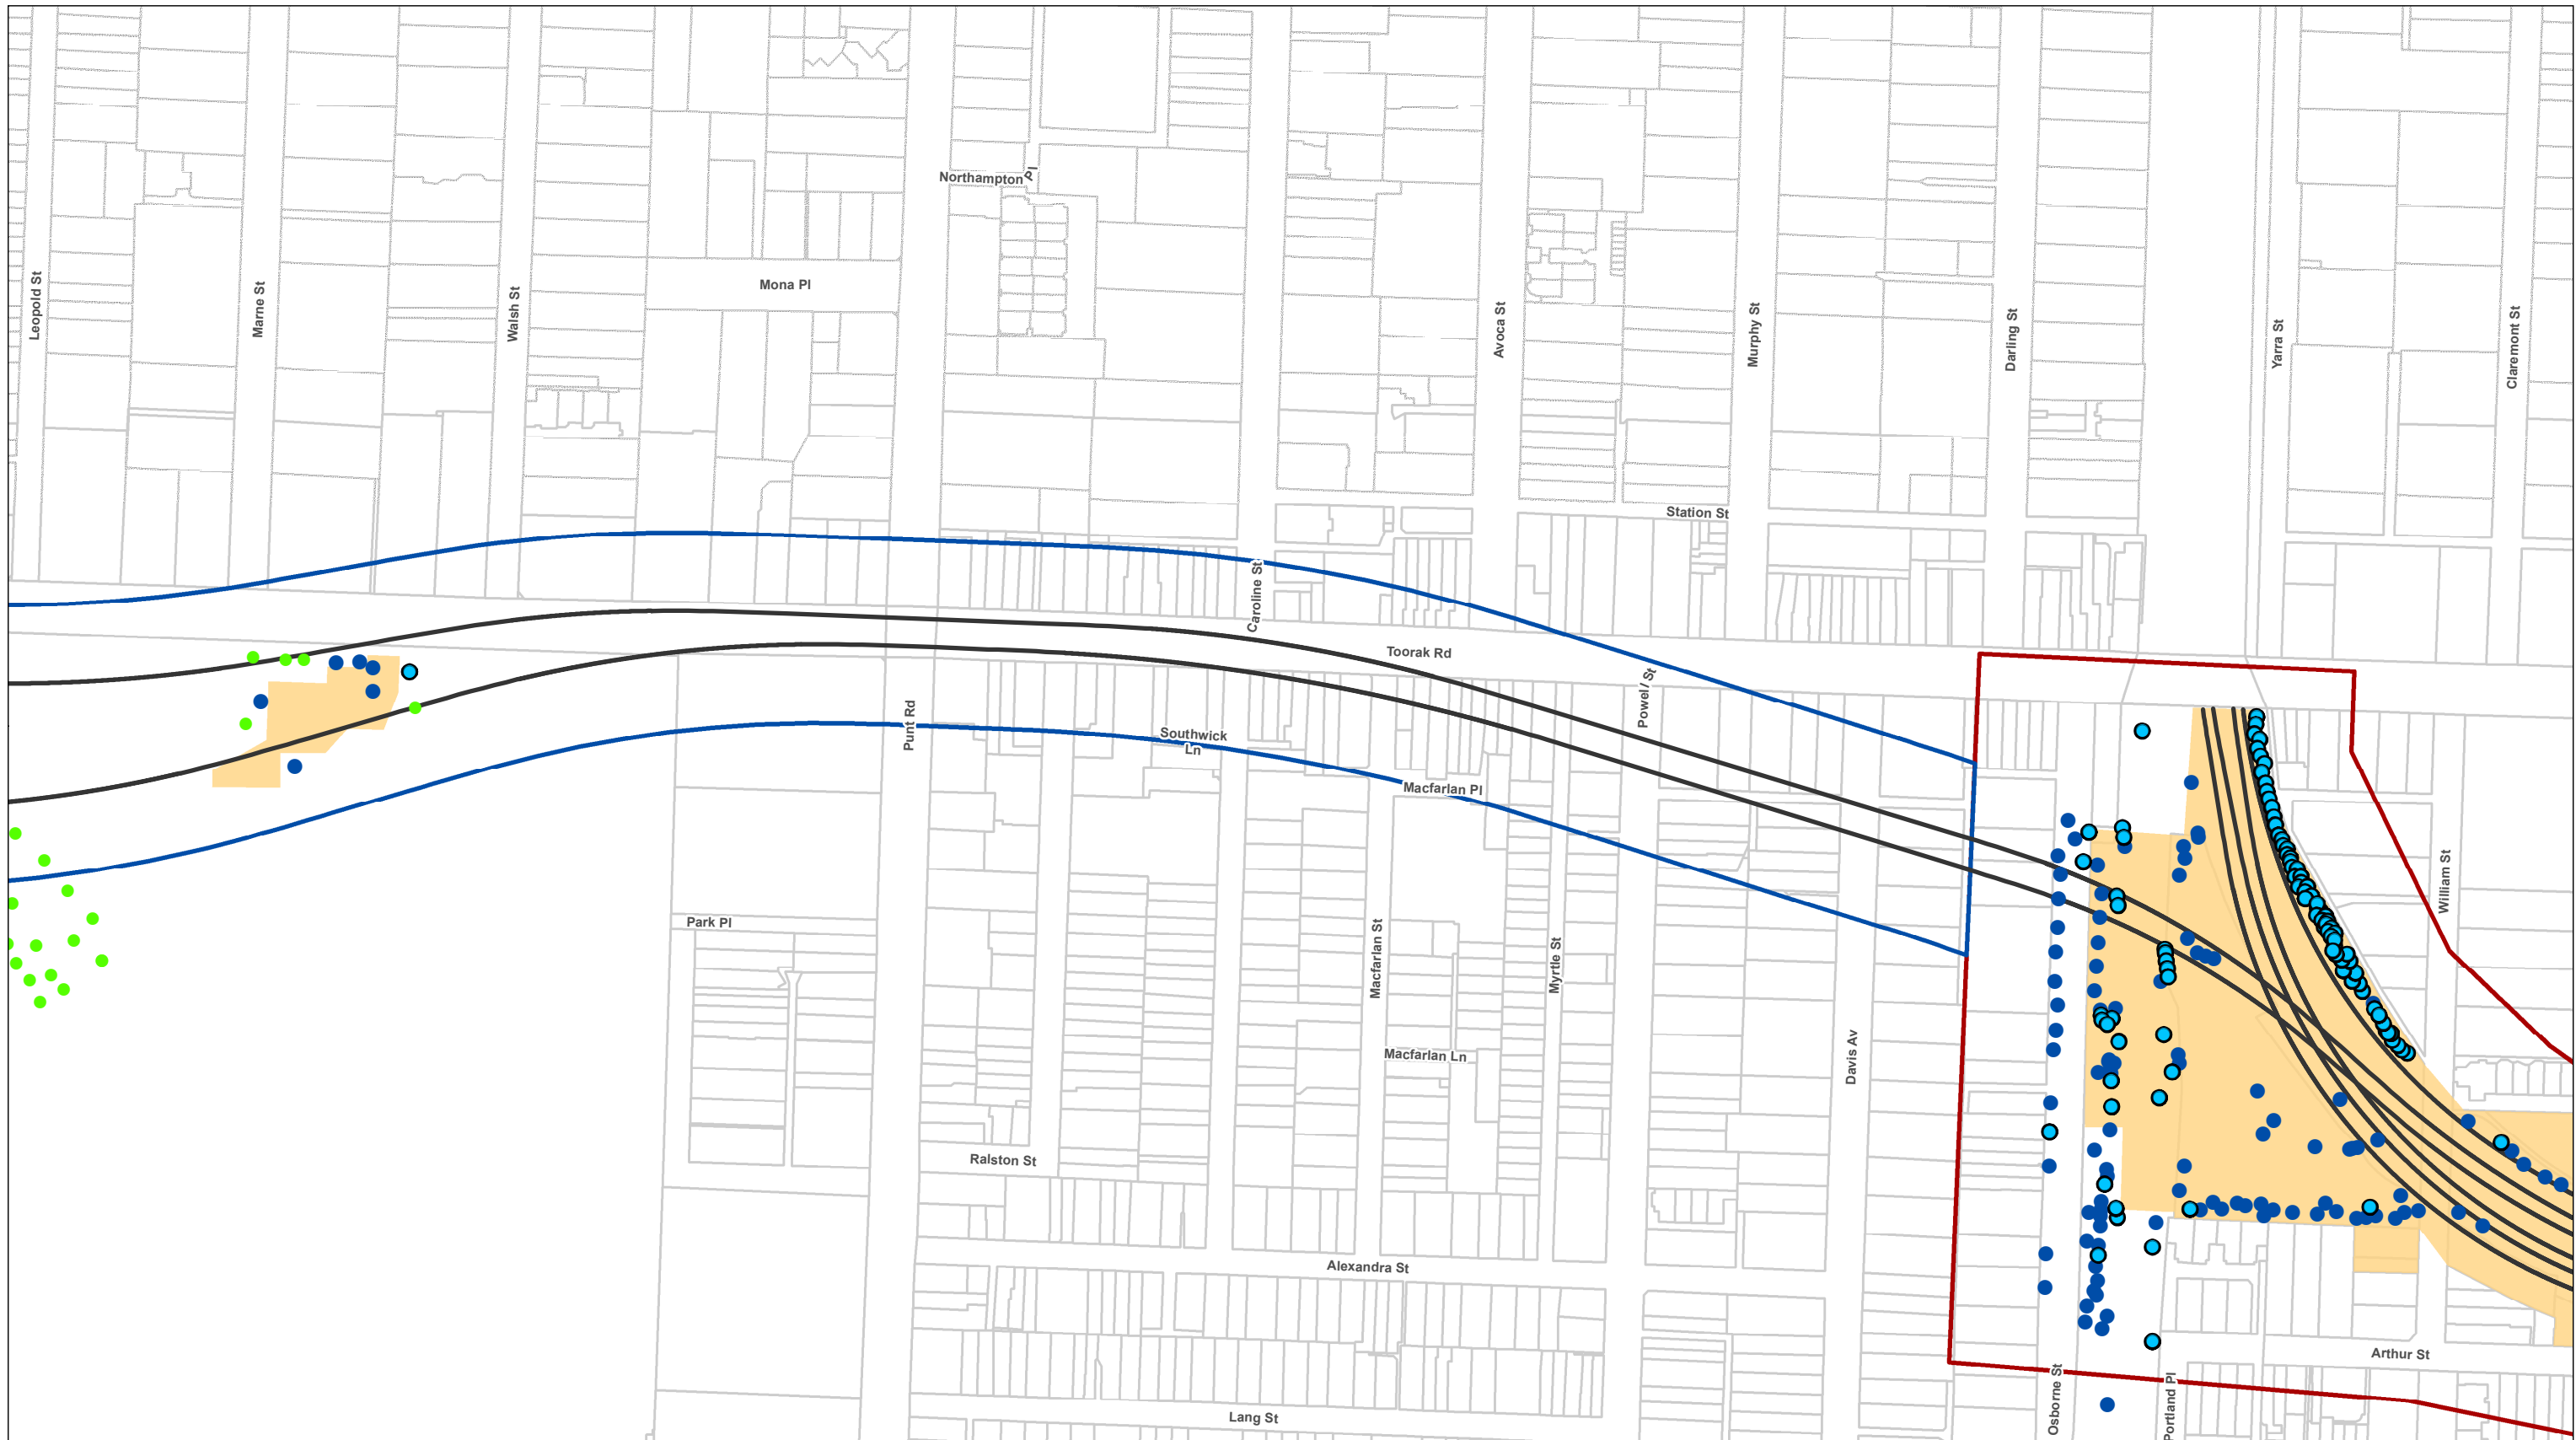 Northampton Pl
Leopold St
Marne St
Walsh St
Mona Pl
Avoca St
Murphy St
Darling St
Yarra St
Claremont St
Station St
Caroline St
Toorak Rd
Powell St
Punt Rd
Southwick
Ln
Macfarlan Pl
William St
Park Pl
Macfarlan St
Myrtle St
Macfarlan Ln
Davis Av
Ralston St
Alexandra St
Arthur St
Osborne St
Portland Pl
Lang St